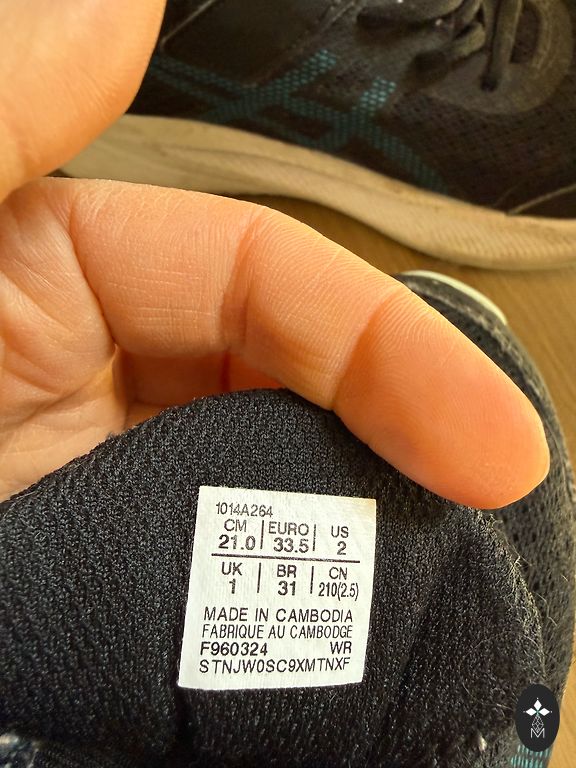 1014A264
CM EURO US
21.0 33.5 2
UK BR CN
1 31 210(2.5)
MADE IN CAMBODIA
FABRIQUE AU CAMBODGE
F960324 WR
STNJW0SC9XMTNXF
M